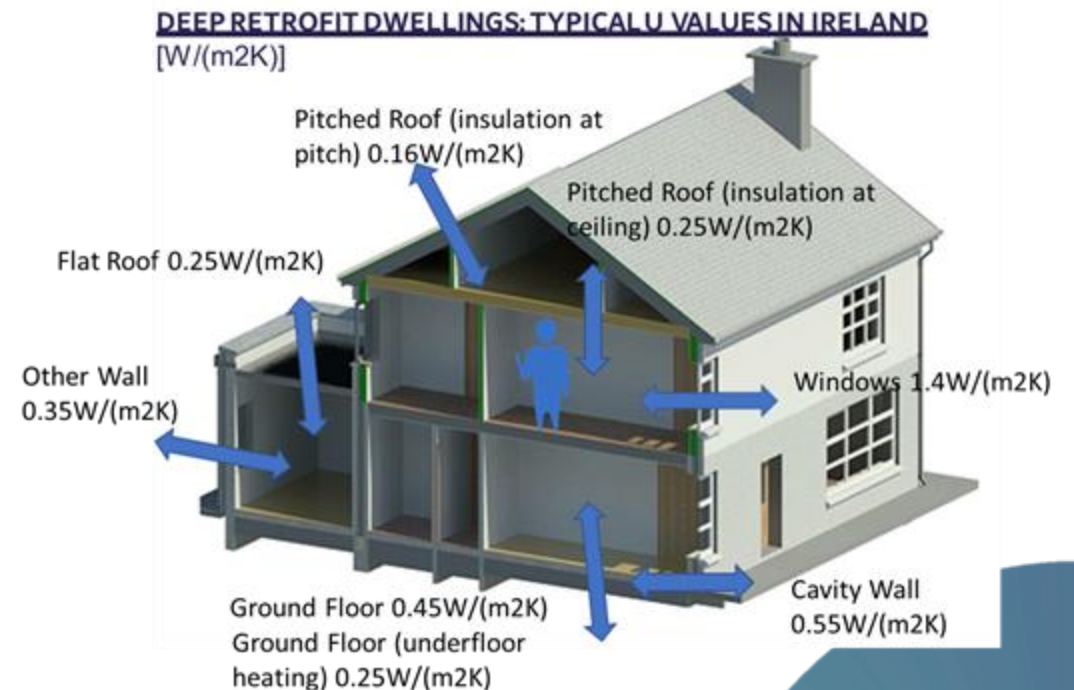 DEEP RETROFIT DWELLINGS: TYPICAL U VALUES IN IRELAND
[W/(m2K)]
Pitched Roof (insulation at
pitch) 0.16W/(m2K)
Pitched Roof (insulation at
ceiling) 0.25W/(m2K)
Flat Roof 0.25W/(m2K)
Other Wall
0.35W/(m2K)
Windows 1.4W/(m2K)
Cavity Wall
0.55W/(m2K)
Ground Floor 0.45W/(m2K)
Ground Floor (underfloor
heating) 0.25W/(m2K)